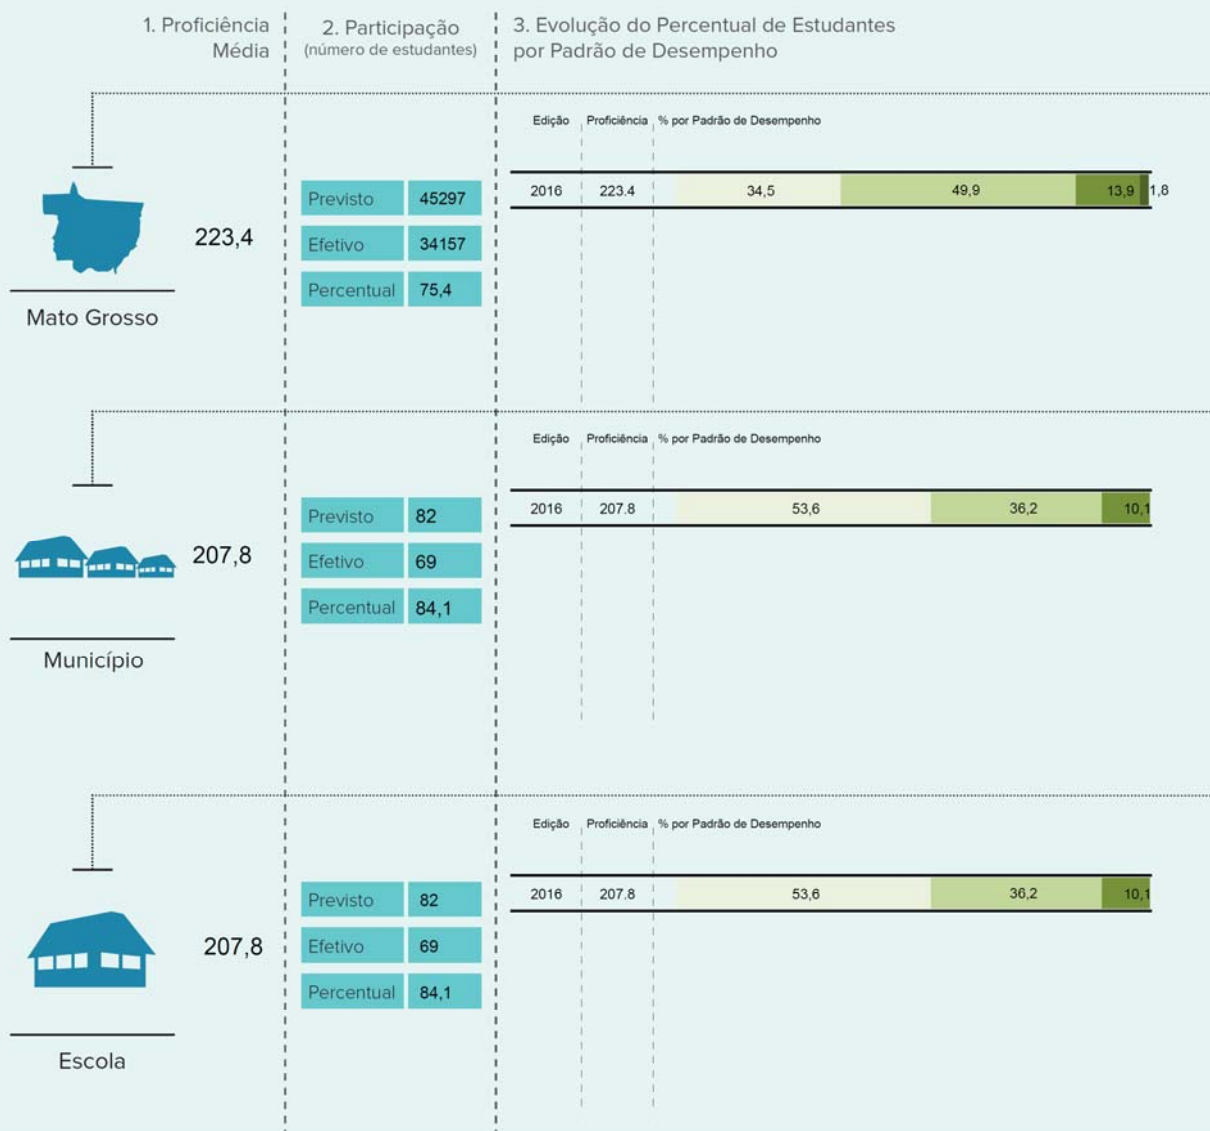 1. Proficiência
Média
2. Participação
(número de estudantes)
3. Evolução do Percentual de Estudantes
por Padrão de Desempenho
Edição Proficiência % por Padrão de Desempenho
2016 223.4 34,5 49,9 13,9 1,8
Previsto 45297
223,4
Efetivo 34157
Percentual 75,4
Mato Grosso
Edição Proficiência % por Padrão de Desempenho
2016 207.8 53,6 36,2 10,1
Previsto 82
207,8
Efetivo 69
Percentual 84,1
Município
Edição Proficiência % por Padrão de Desempenho
2016 207.8 53,6 36,2 10,1
Previsto 82
207,8
Efetivo 69
Percentual 84,1
Escola